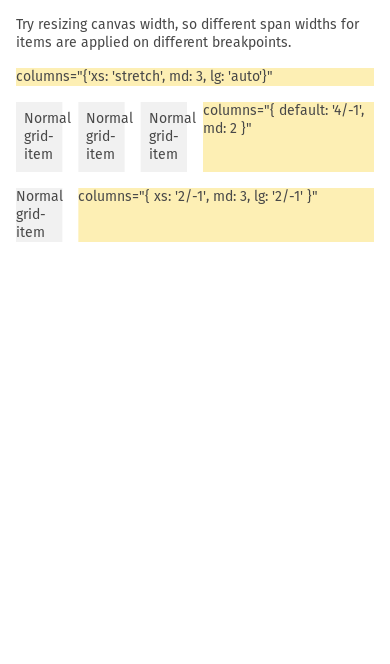 Try resizing canvas width, so different span widths for
items are applied on different breakpoints.
columns="{'xs: 'stretch', md: 3, lg: 'auto'}"
Normal
grid-
item
Normal
grid-
item
Normal
grid-
item
columns="{ default: '4/-1',
md: 2 }"
Normal
grid-
item
columns="{ xs: '2/-1', md: 3, lg: '2/-1' }"